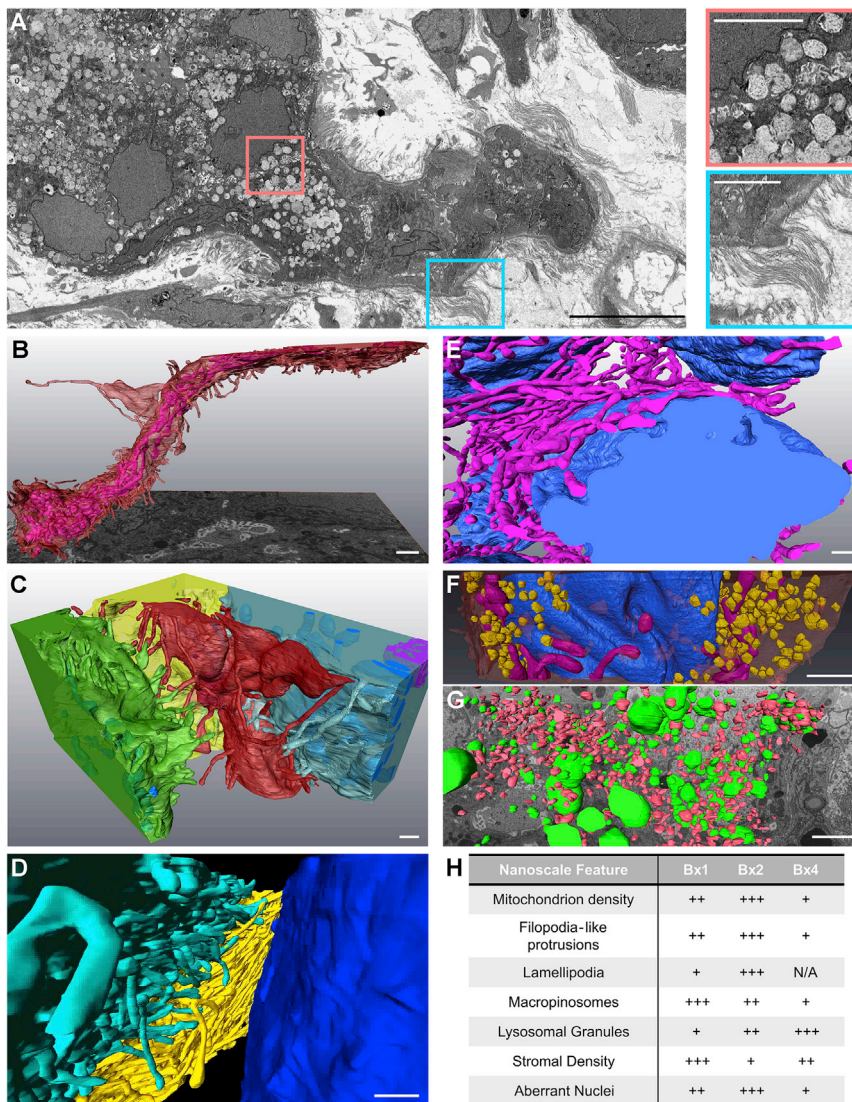 A
B
E
C
F
G
D
H
Nanoscale Feature Bx1 Bx2 Bx4
Mitochondrion density ++ +++ +
Filopodia-like
protrusions ++ +++ +
Lamellipodia + +++ N/A
Macropinosomes +++ ++ +
Lysosomal Granules + ++ +++
Stromal Density +++ + ++
Aberrant Nuclei ++ +++ +